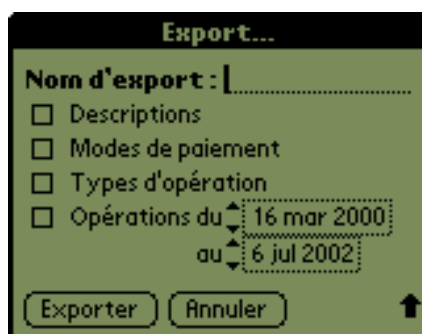 Export...
Nom d'export :
Descriptions
Modes de paiement
Types d'opération
Opérations du 16 mar 2000
au 6 jul 2002
Exporter Annuler